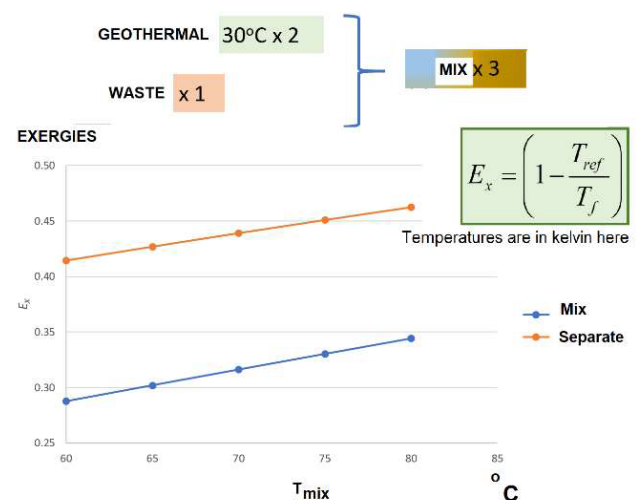 GEOTHERMAL 30°C x 2
WASTE x 1
MIX x 3
EXERGIES
E_x = (1 - T_ref / T_f)
Temperatures are in kelvin here
0.50
0.45
0.40
0.35
0.30
0.25
E_x
60 65 70 75 80 85
T_mix
°C
Mix
Separate